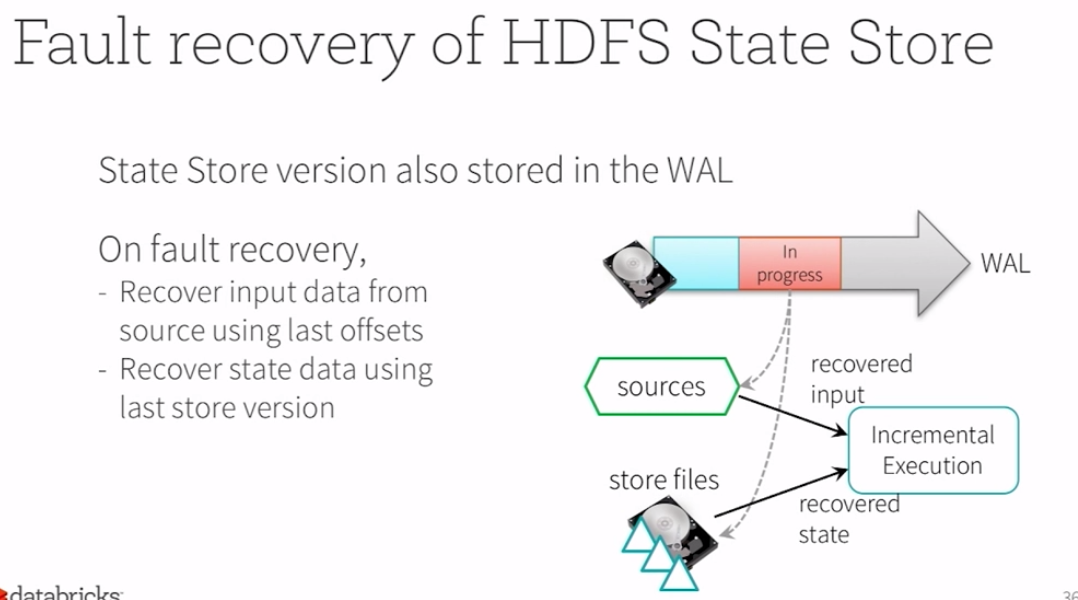 Fault recovery of HDFS State Store
State Store version also stored in the WAL
On fault recovery,
- Recover input data from
source using last offsets
- Recover state data using
last store version
In
progress
WAL
sources
recovered
input
Incremental
Execution
store files
recovered
state
databricks
36